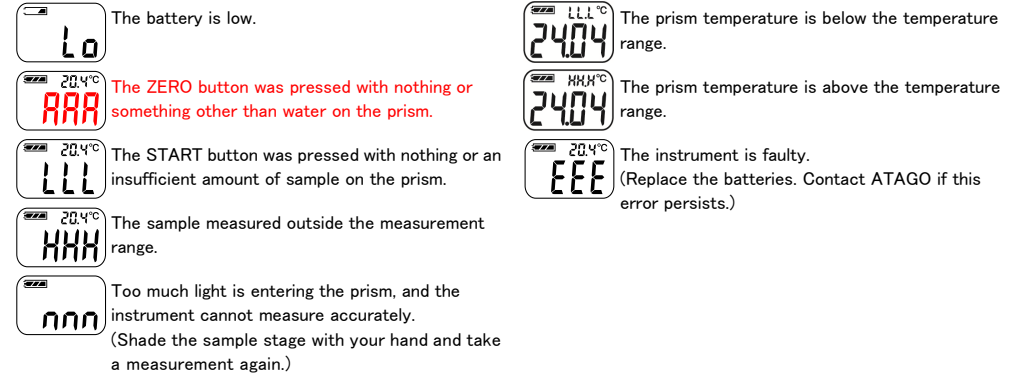 The battery is low.
Lo
20.4°C
The ZERO button was pressed with nothing or
AAA
something other than water on the prism.
20.4°C
The START button was pressed with nothing or an
LLL
insufficient amount of sample on the prism.
20.4°C
The sample measured outside the measurement
HHH
range.
Too much light is entering the prism, and the
nnn
instrument cannot measure accurately.
(Shade the sample stage with your hand and take
a measurement again.)
LL.L°C
The prism temperature is below the temperature
24.04
range.
HH.H°C
The prism temperature is above the temperature
24.04
range.
20.4°C
The instrument is faulty.
EEE
(Replace the batteries. Contact ATAGO if this
error persists.)